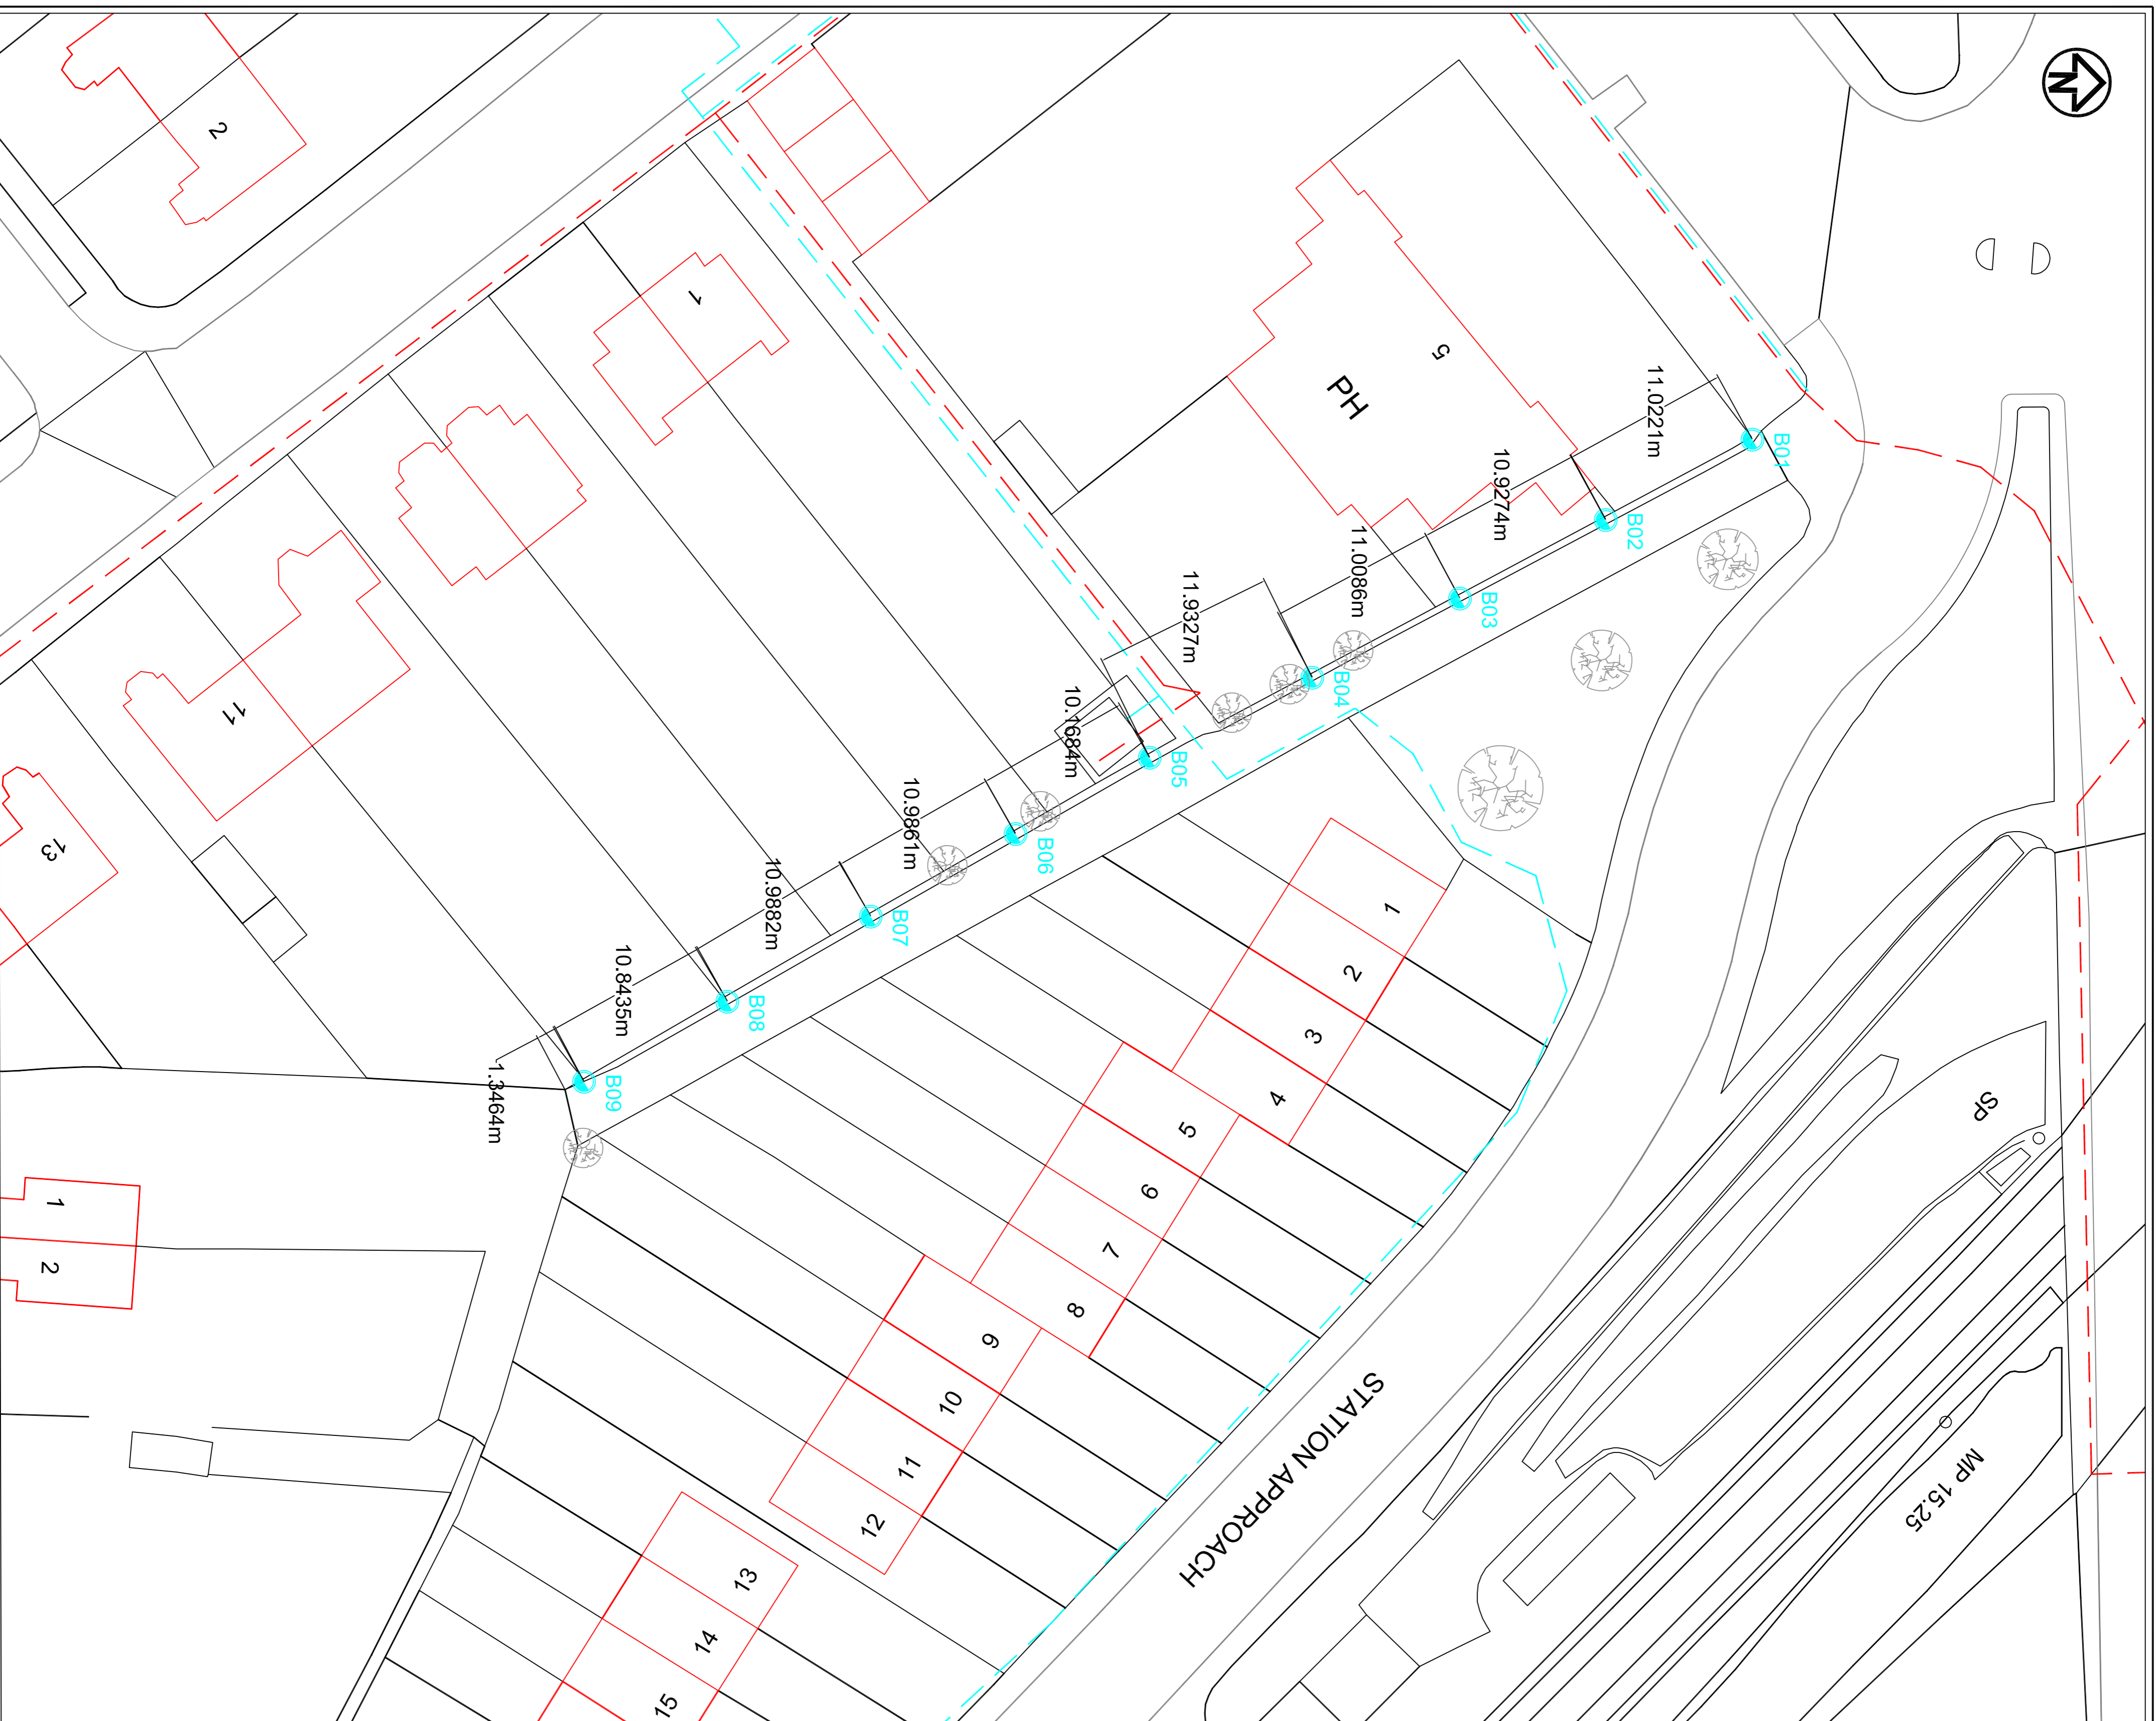 N
2
1
5
PH
11.0221m
B01
10.9274m
B02
11.0086m
B03
11.9327m
B04
10.1684m
B05
10.9861m
B06
10.9882m
B07
10.8435m
B08
1.3464m
B09
11
13
1
2
1
2
3
4
5
6
7
8
9
10
11
12
13
14
15
STATION APPROACH
SP
MP 15.25